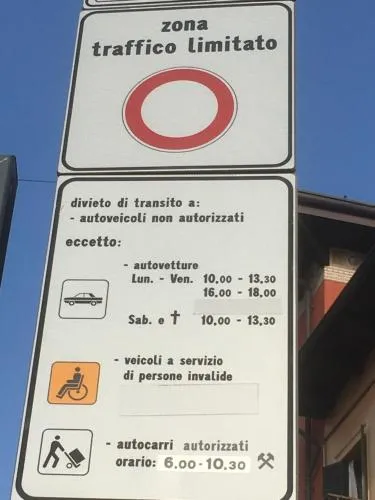 zona
traffico limitato
divieto di transito a:
- autoveicoli non autorizzati
eccetto:
- autovetture
Lun. - Ven. 10,00 - 13,30
16,00 - 18,00
Sab. e † 10,00 - 13,30
- veicoli a servizio
di persone invalide
- autocarri autorizzati
orario: 6.00-10.30 ⚒